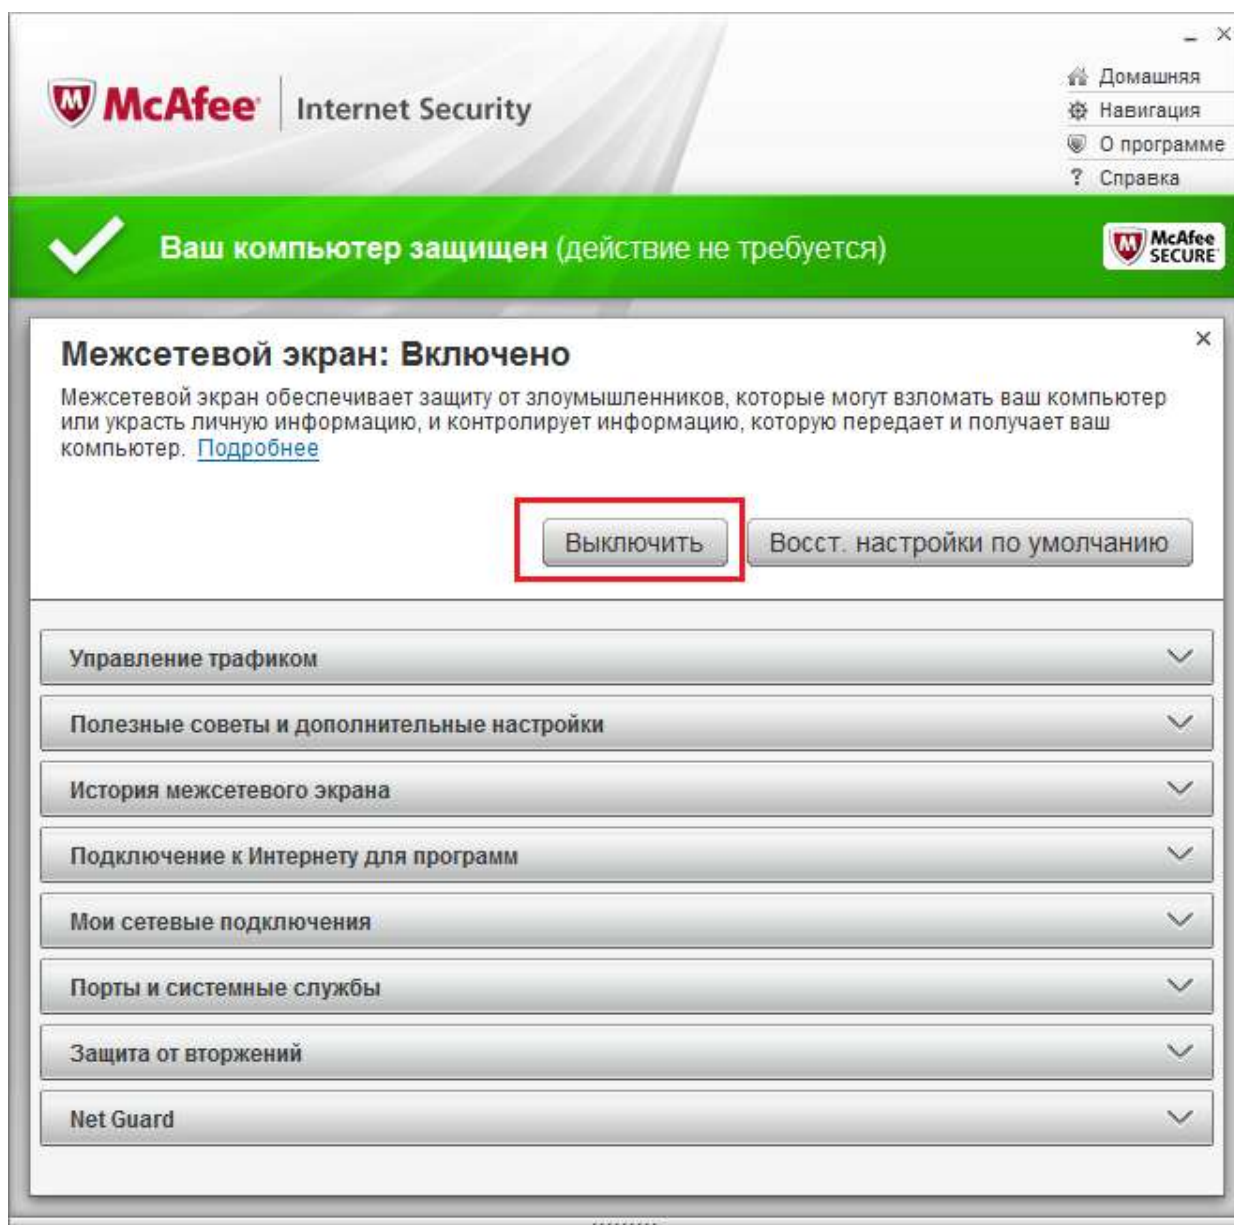 McAfee Internet Security
Домашняя
Навигация
О программе
? Справка
Ваш компьютер защищен (действие не требуется)
McAfee
SECURE
Межсетевой экран: Включено
Межсетевой экран обеспечивает защиту от злоумышленников, которые могут взломать ваш компьютер
или украсть личную информацию, и контролирует информацию, которую передает и получает ваш
компьютер. Подробнее
Выключить
Восст. настройки по умолчанию
Управление трафиком
Полезные советы и дополнительные настройки
История межсетевого экрана
Подключение к Интернету для программ
Мои сетевые подключения
Порты и системные службы
Защита от вторжений
Net Guard